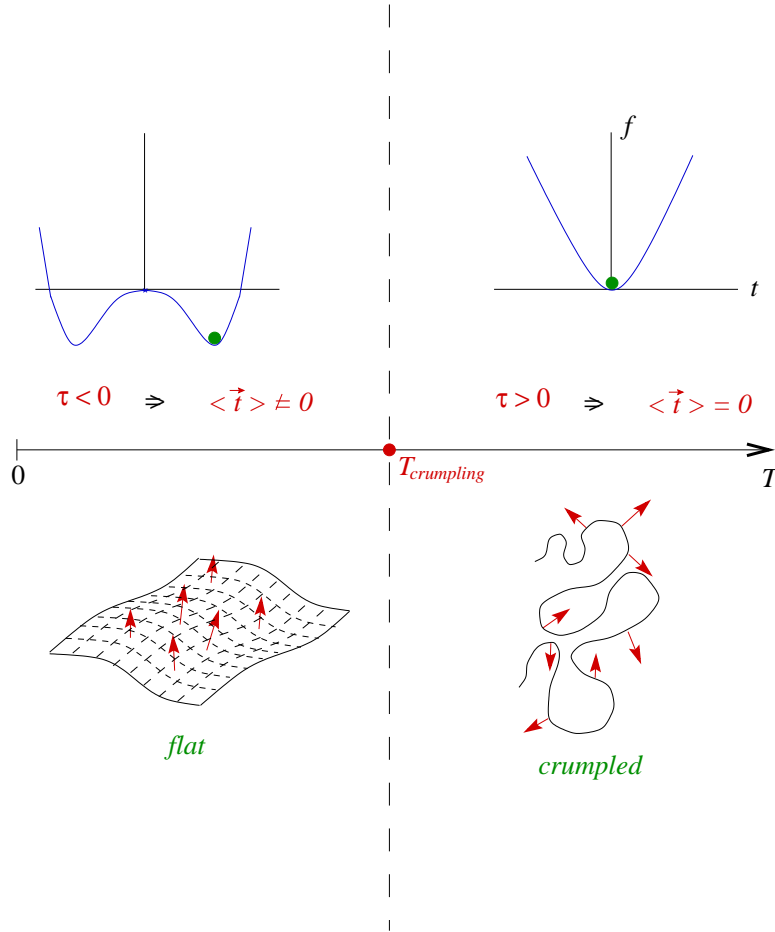 f
t
τ < 0 ⇒ < t⃗ > ≠ 0
τ > 0 ⇒ < t⃗ > = 0
0
T_crumpling
T
flat
crumpled